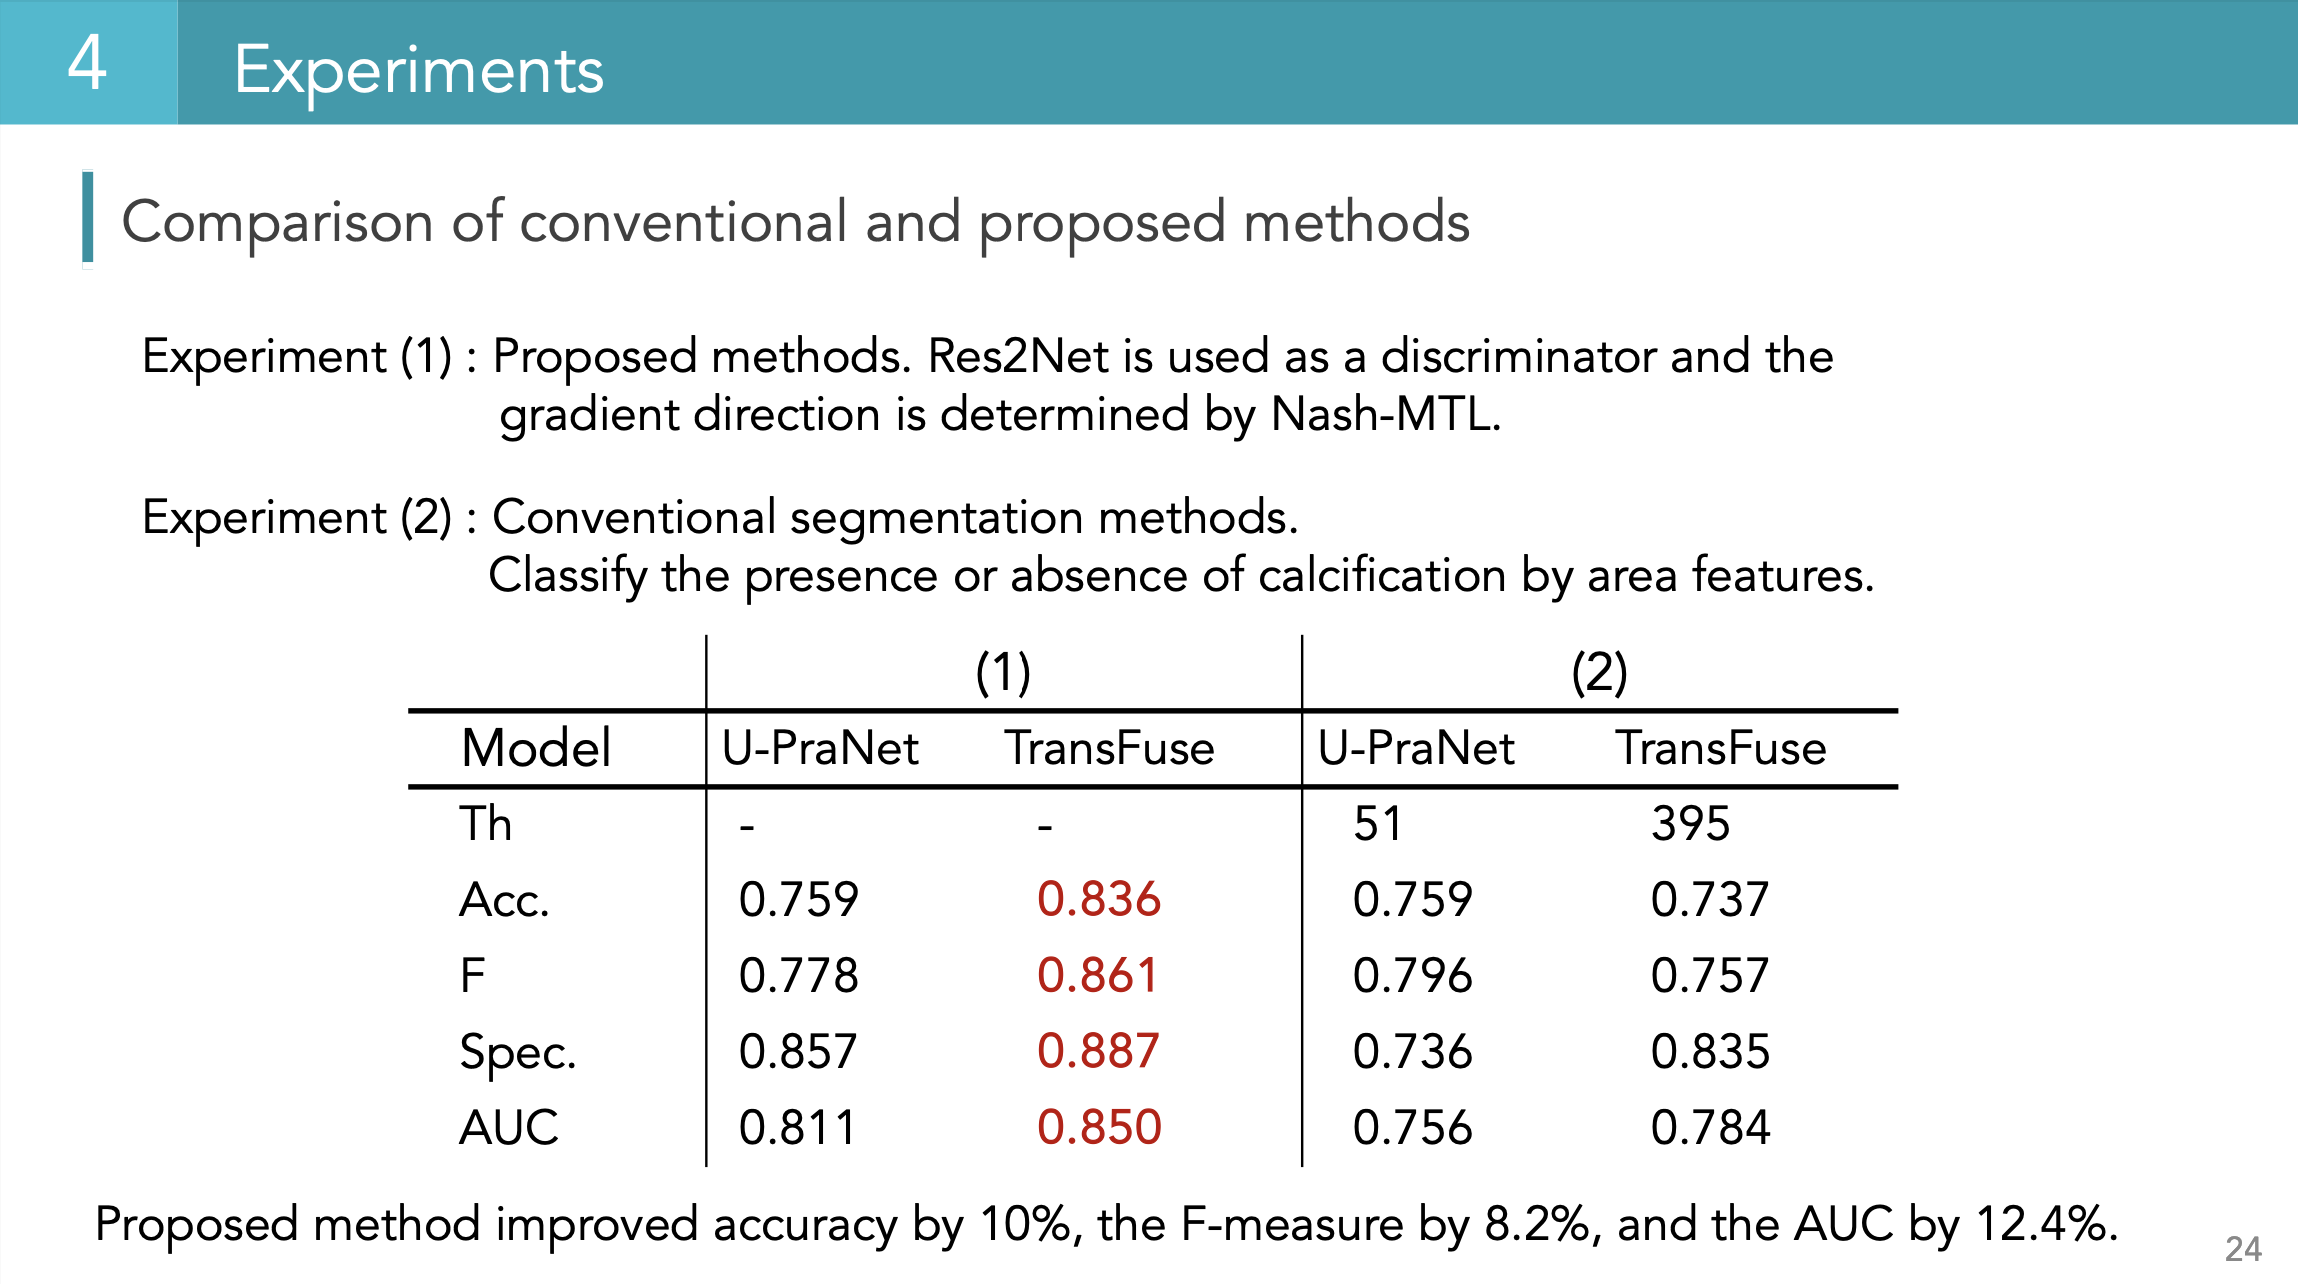 4 Experiments
Comparison of conventional and proposed methods
Experiment (1) : Proposed methods. Res2Net is used as a discriminator and the
gradient direction is determined by Nash-MTL.
Experiment (2) : Conventional segmentation methods.
Classify the presence or absence of calcification by area features.
(1) (2)
Model U-PraNet TransFuse U-PraNet TransFuse
Th - - 51 395
Acc. 0.759 0.836 0.759 0.737
F 0.778 0.861 0.796 0.757
Spec. 0.857 0.887 0.736 0.835
AUC 0.811 0.850 0.756 0.784
Proposed method improved accuracy by 10%, the F-measure by 8.2%, and the AUC by 12.4%.
24